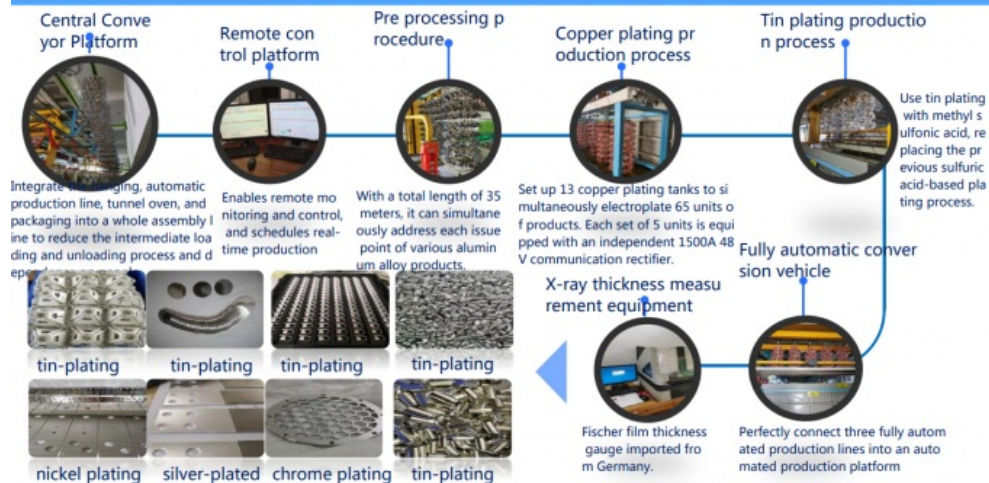 Central Conve
yor Platform
Remote con
trol platform
Pre processing p
rocedure
Copper plating pr
oduction process
Tin plating productio
n process
Integrate the hanging, automatic
production line, tunnel oven, and
packaging into a whole assembly l
ine to reduce the intermediate loa
ding and unloading process and d
Enables remote mo
nitoring and control,
and schedules real-
time production
With a total length of 35
meters, it can simultane
ously address each issue
point of various alumin
um alloy products.
Set up 13 copper plating tanks to si
multaneously electroplate 65 units o
f products. Each set of 5 units is equi
pped with an independent 1500A 48
V communication rectifier.
Use tin plating
with methyl s
ulfonic acid, re
placing the pr
evious sulfuric
acid-based pla
ting process.
Fully automatic conver
sion vehicle
X-ray thickness measu
rement equipment
Fischer film thickness
gauge imported fro
m Germany.
Perfectly connect three fully autom
ated production lines into an auto
mated production platform
tin-plating
tin-plating
tin-plating
tin-plating
nickel plating
silver-plated
chrome plating
tin-plating